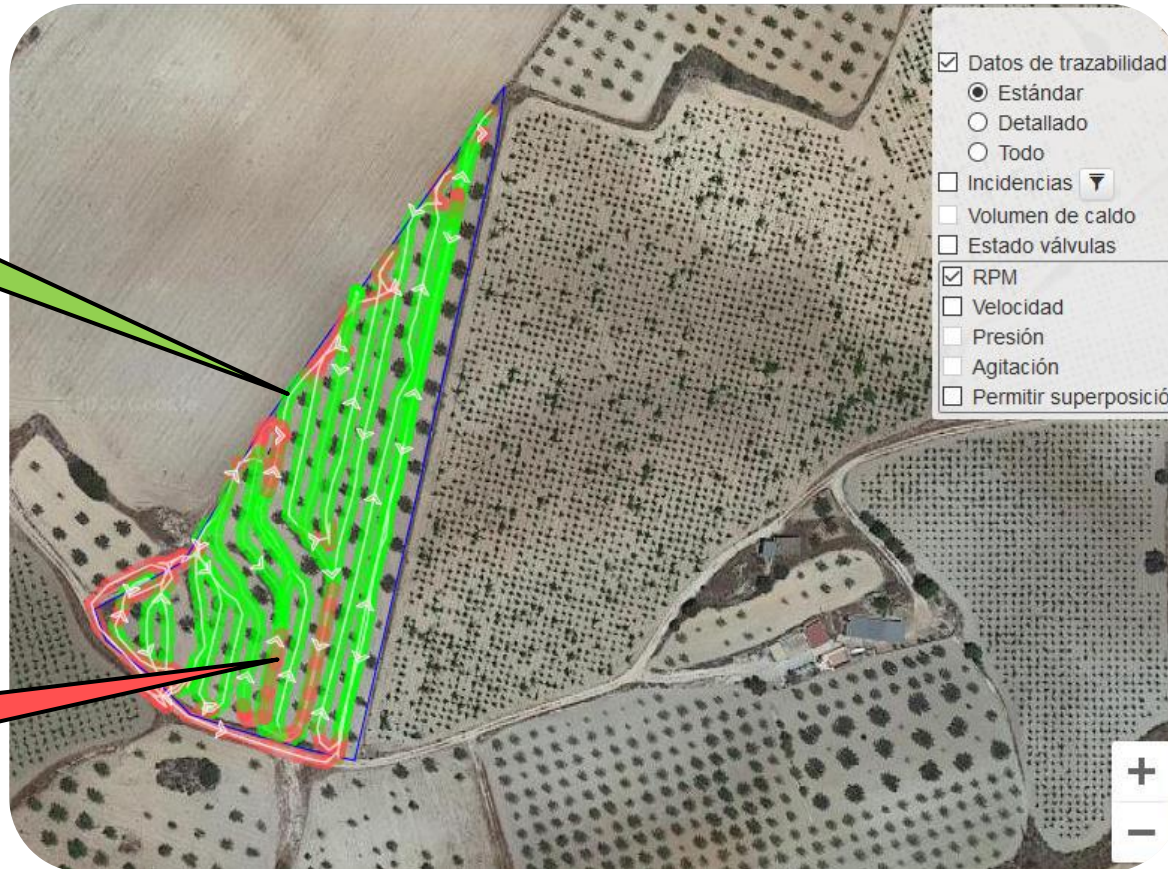 Datos de trazabilidad
Estándar
Detallado
Todo
Incidencias
Volumen de caldo
Estado válvulas
RPM
Velocidad
Presión
Agitación
Permitir superposició
+
−